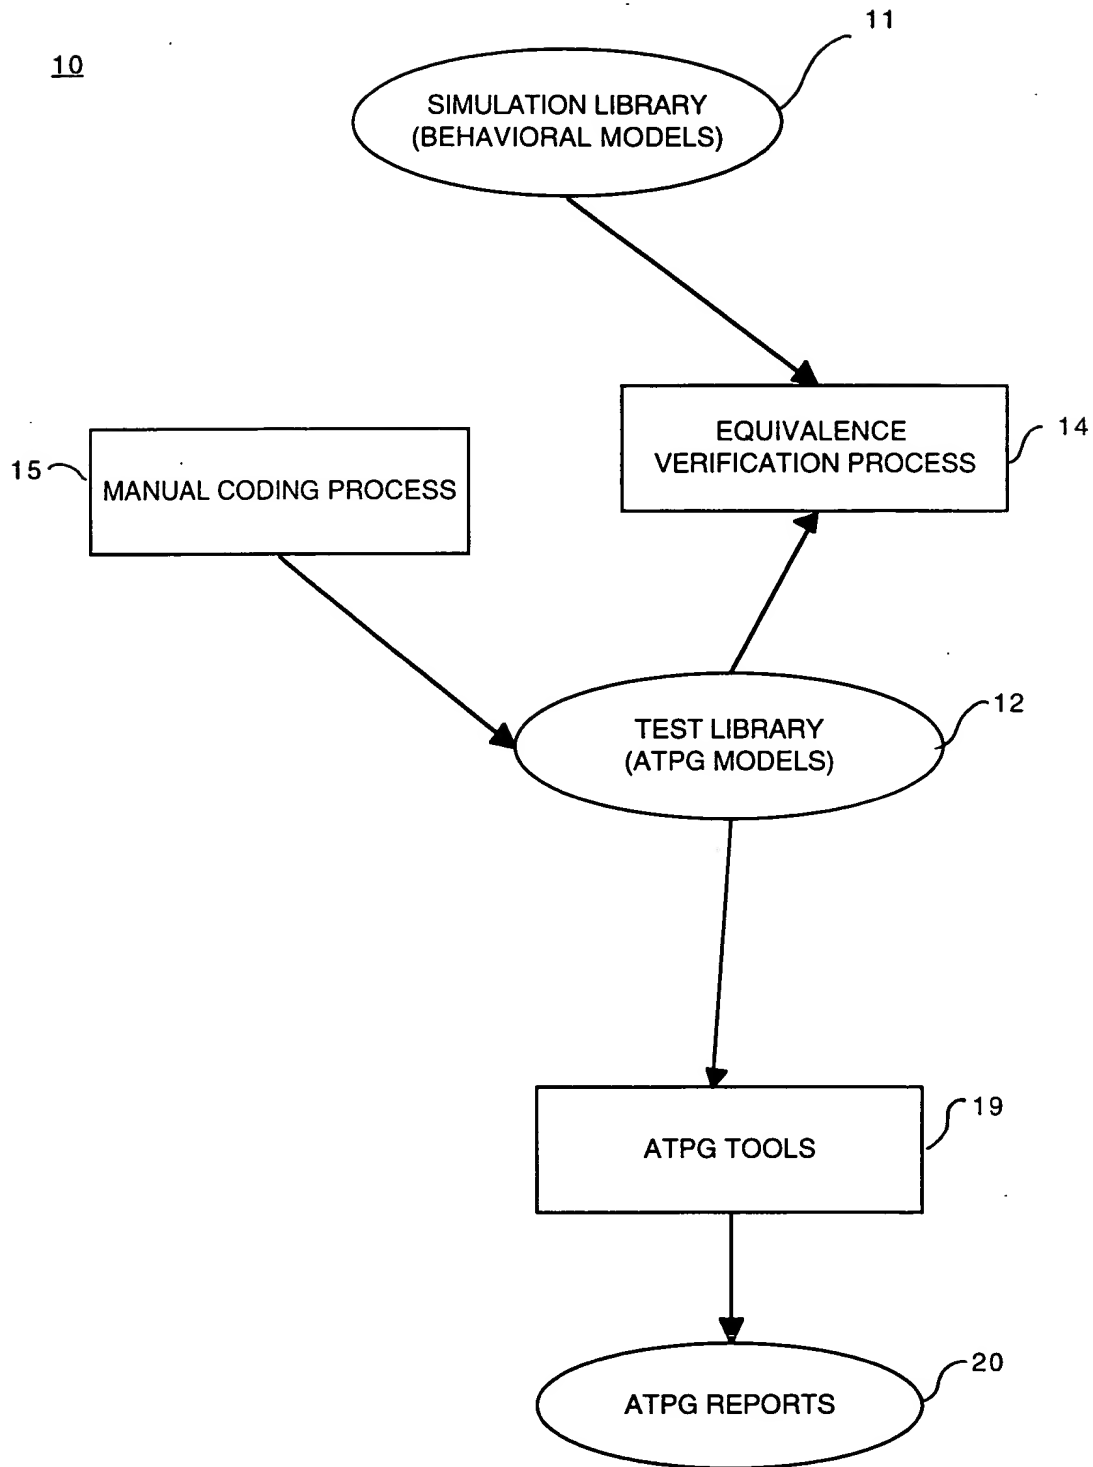 11
10
SIMULATION LIBRARY
(BEHAVIORAL MODELS)
EQUIVALENCE
VERIFICATION PROCESS
14
15
MANUAL CODING PROCESS
TEST LIBRARY
(ATPG MODELS)
12
ATPG TOOLS
19
ATPG REPORTS
20